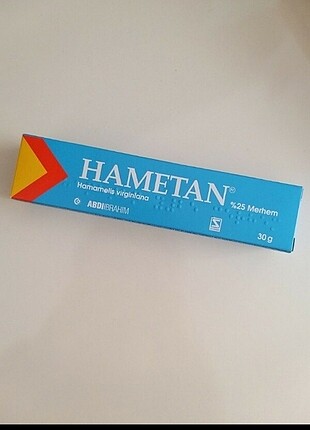 HAMETAN®
Hamamelis virginiana
%25 Merhem
ABDİİBRAHİM
30 g